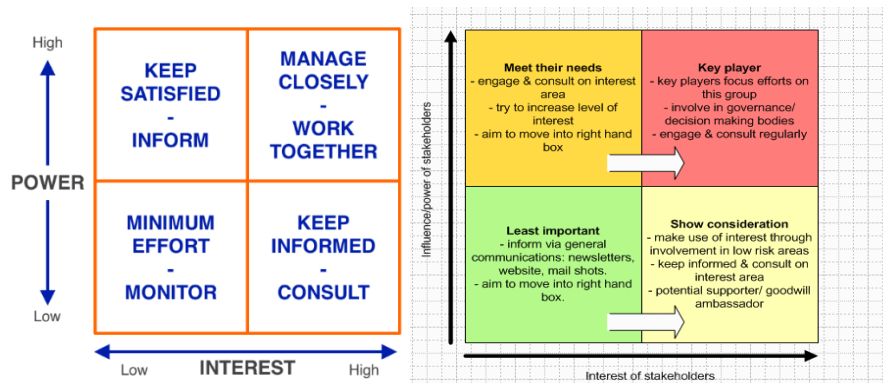 High
POWER
Low
KEEP
SATISFIED
-
INFORM
MANAGE
CLOSELY
-
WORK
TOGETHER
MINIMUM
EFFORT
-
MONITOR
KEEP
INFORMED
-
CONSULT
Low
INTEREST
High
Influence/power of stakeholders
Meet their needs
- engage & consult on interest
area
- try to increase level of
interest
- aim to move into right hand
box
Key player
- key players focus efforts on
this group
- involve in governance/
decision making bodies
- engage & consult regularly
Least important
- inform via general
communications: newsletters,
website, mail shots.
- aim to move into right hand
box.
Show consideration
- make use of interest through
involvement in low risk areas
- keep informed & consult on
interest area
- potential supporter/ goodwill
ambassador
Interest of stakeholders